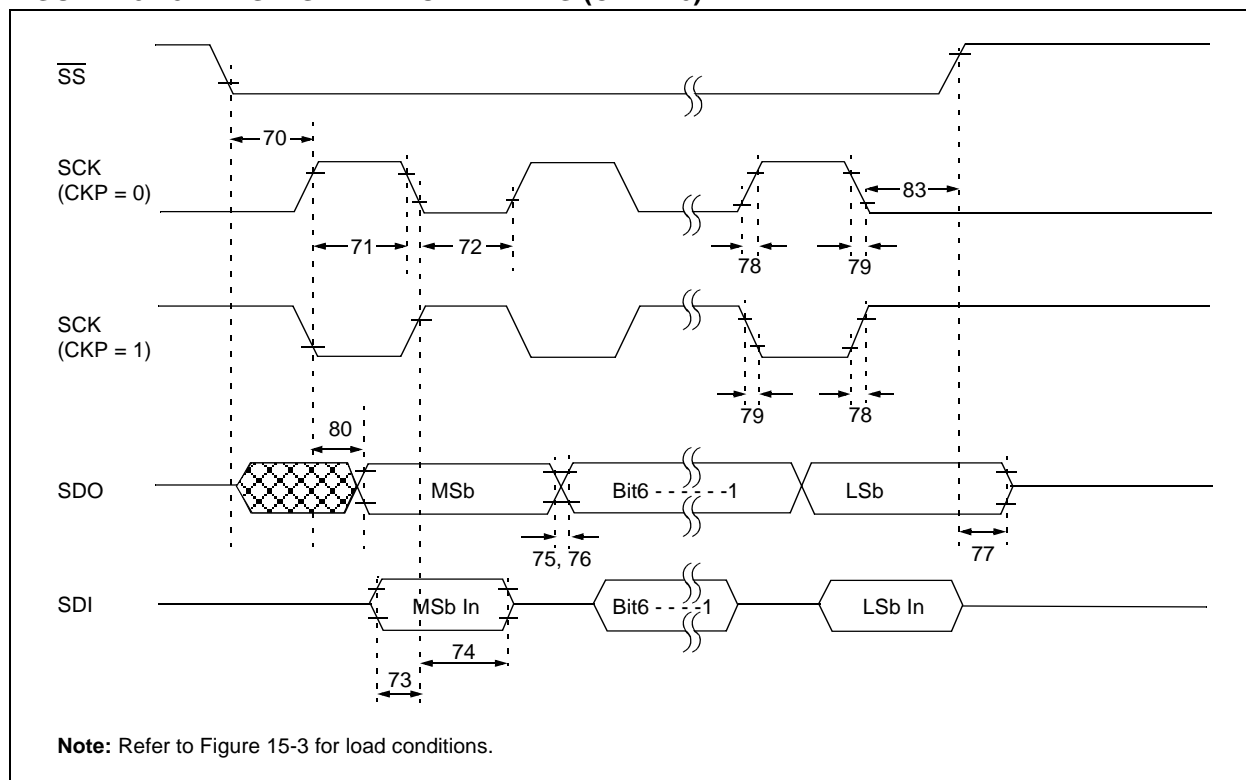 SS
70
SCK
(CKP = 0)
83
71
72
78
79
SCK
(CKP = 1)
79
78
80
SDO
MSb
Bit6 - - - - - -1
LSb
75, 76
77
SDI
MSb In
Bit6 - - - -1
LSb In
74
73
Note: Refer to Figure 15-3 for load conditions.